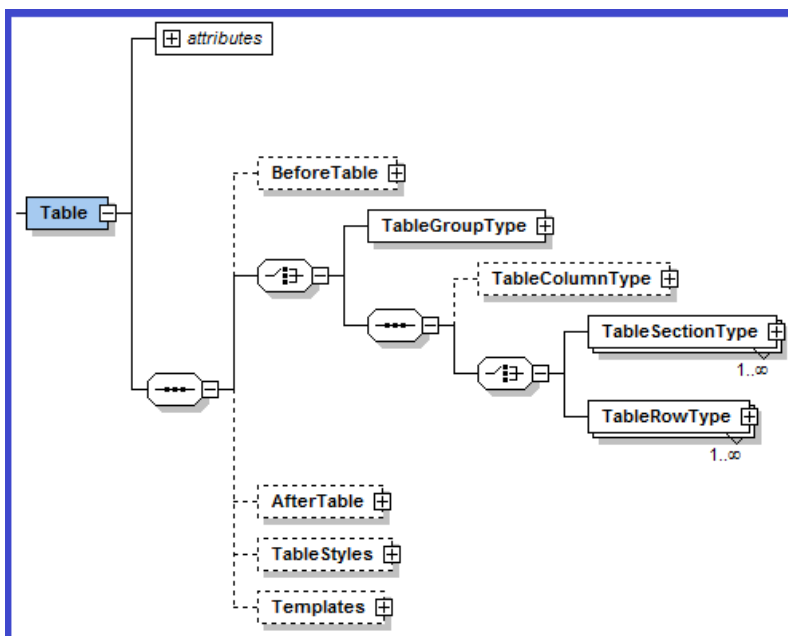 attributes
BeforeTable
Table
TableGroupType
TableColumnType
TableSectionType
1..∞
TableRowType
1..∞
AfterTable
TableStyles
Templates